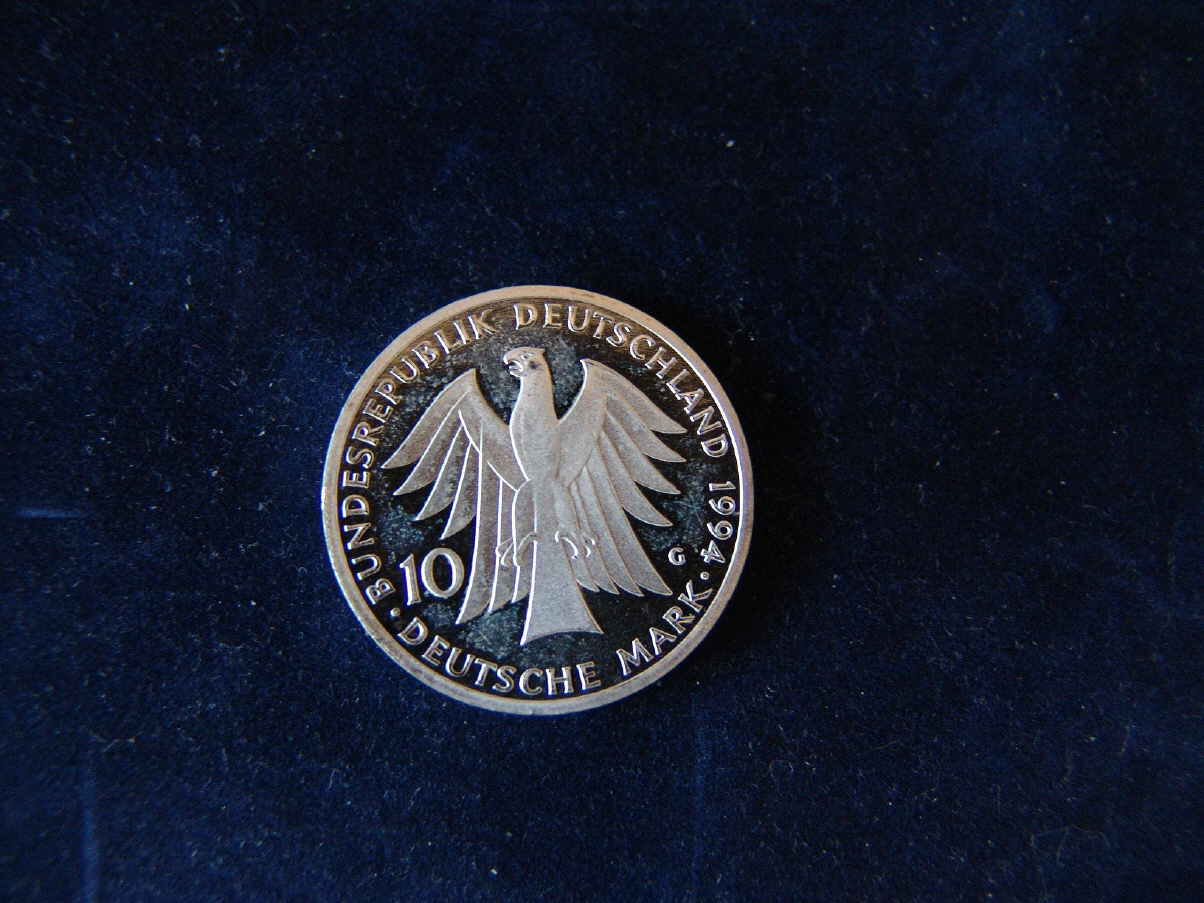 BUNDESREPUBLIK DEUTSCHLAND 1994
· DEUTSCHE MARK ·
10
G